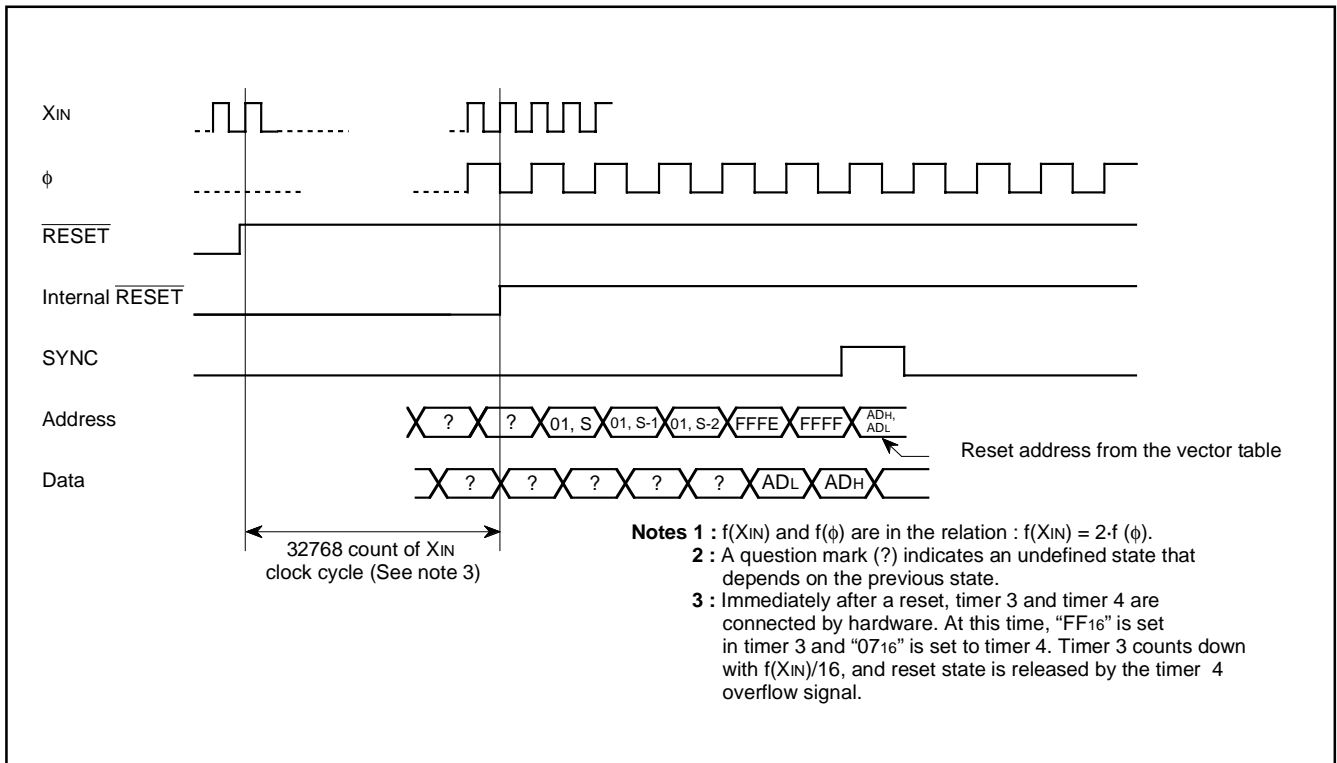 XIN
φ
RESET
Internal RESET
SYNC
Address
? ? 01, S 01, S-1 01, S-2 FFFE FFFF ADH, ADL
Reset address from the vector table
Data
? ? ? ? ? ADL ADH
32768 count of XIN
clock cycle (See note 3)
Notes 1 : f(XIN) and f(φ) are in the relation : f(XIN) = 2·f (φ).
2 : A question mark (?) indicates an undefined state that
depends on the previous state.
3 : Immediately after a reset, timer 3 and timer 4 are
connected by hardware. At this time, “FF16” is set
in timer 3 and “0716” is set to timer 4. Timer 3 counts down
with f(XIN)/16, and reset state is released by the timer 4
overflow signal.